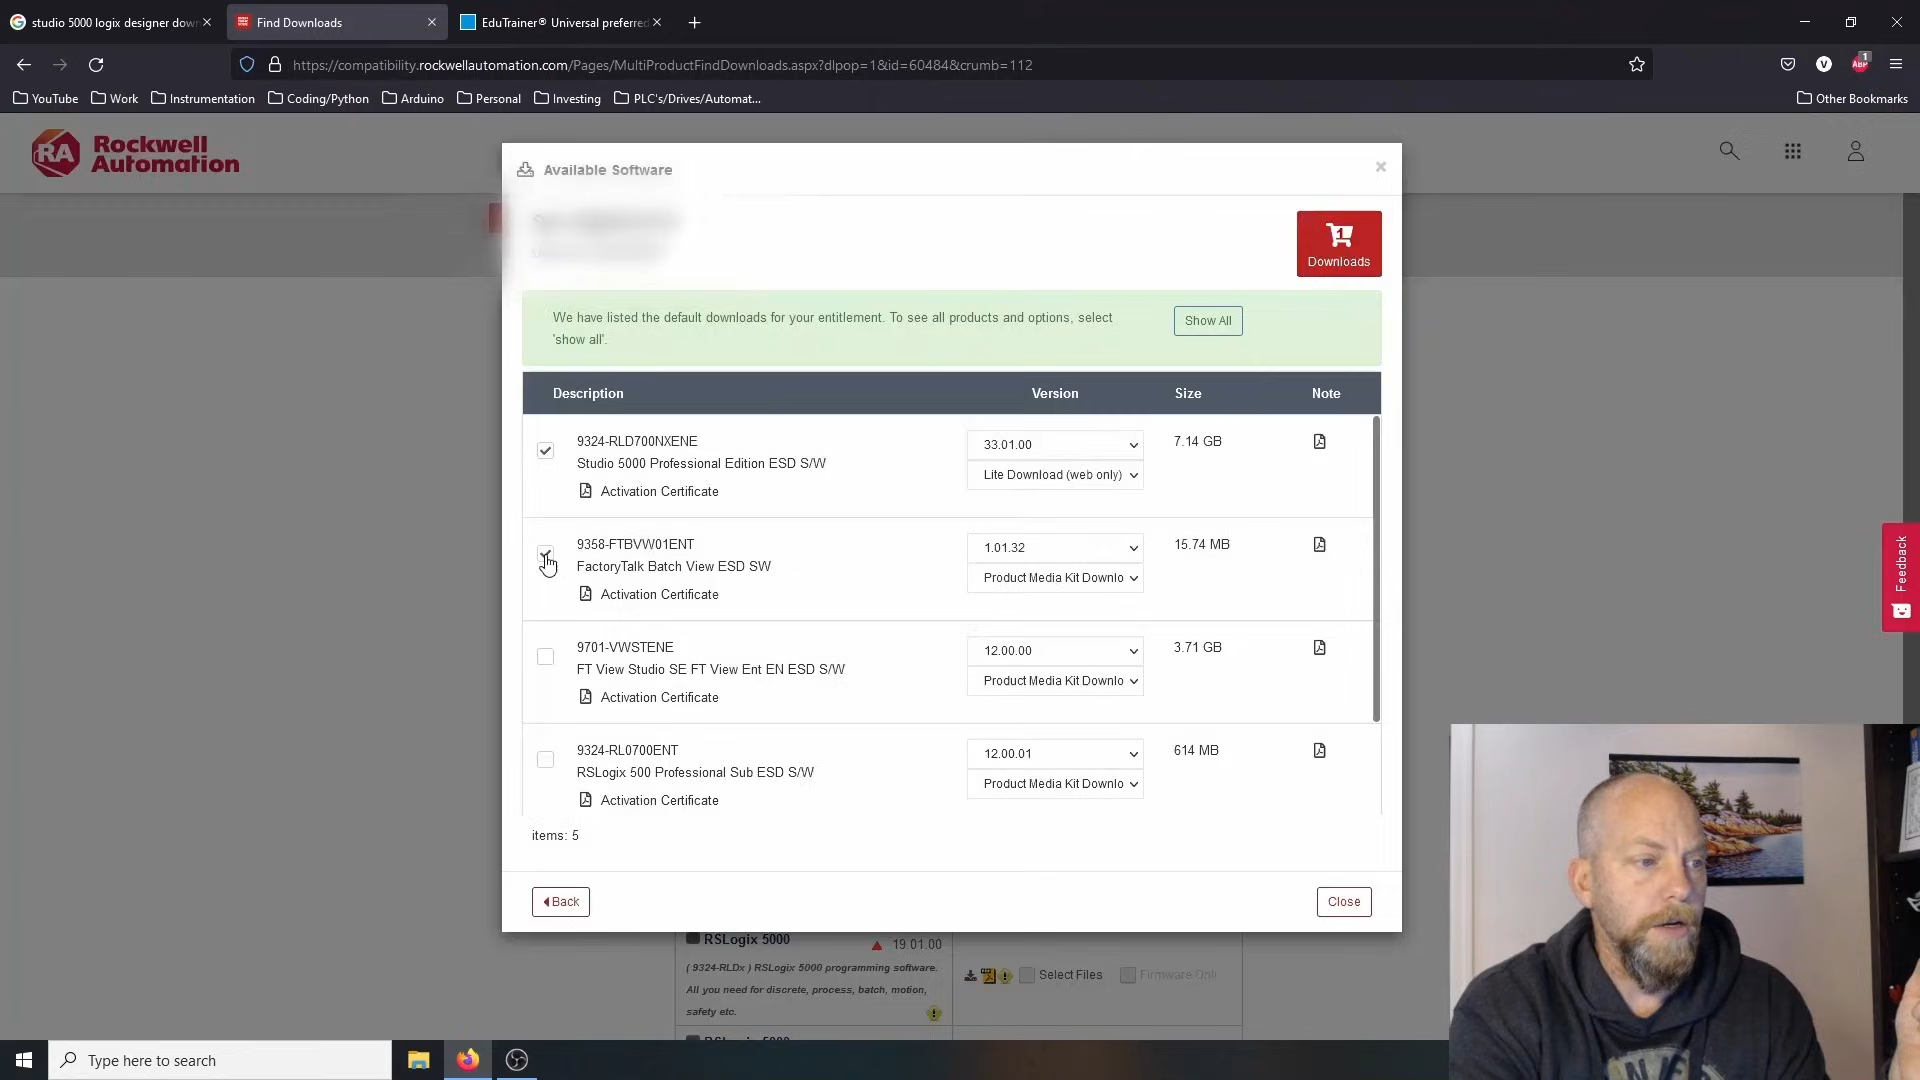 studio 5000 logix designer dow
Find Downloads
EduTrainer® Universal preferred
https://compatibility.rockwellautomation.com/Pages/MultiProductFindDownloads.aspx?dlpop=1&id=60484&crumb=112
1
V
ABP
YouTube
Work
Instrumentation
Coding/Python
Arduino
Personal
Investing
PLC's/Drives/Automat...
Other Bookmarks
RA
Rockwell
Automation
Available Software
1
Downloads
We have listed the default downloads for your entitlement. To see all products and options, select
'show all'.
Show All
Description
Version
Size
Note
9324-RLD700NXENE
33.01.00
7.14 GB
Studio 5000 Professional Edition ESD S/W
Lite Download (web only)
Activation Certificate
9358-FTBVW01ENT
1.01.32
15.74 MB
FactoryTalk Batch View ESD SW
Product Media Kit Downlo
Activation Certificate
9701-VWSTENE
12.00.00
3.71 GB
FT View Studio SE FT View Ent EN ESD S/W
Product Media Kit Downlo
Activation Certificate
9324-RL0700ENT
12.00.01
614 MB
RSLogix 500 Professional Sub ESD S/W
Product Media Kit Downlo
Activation Certificate
items: 5
Back
Close
Feedback
RSLogix 5000
19.01.00
( 9324-RLDx ) RSLogix 5000 programming software.
All you need for discrete, process, batch, motion,
safety etc.
Select Files
Firmware Onl
RSLogix 5000
Type here to search